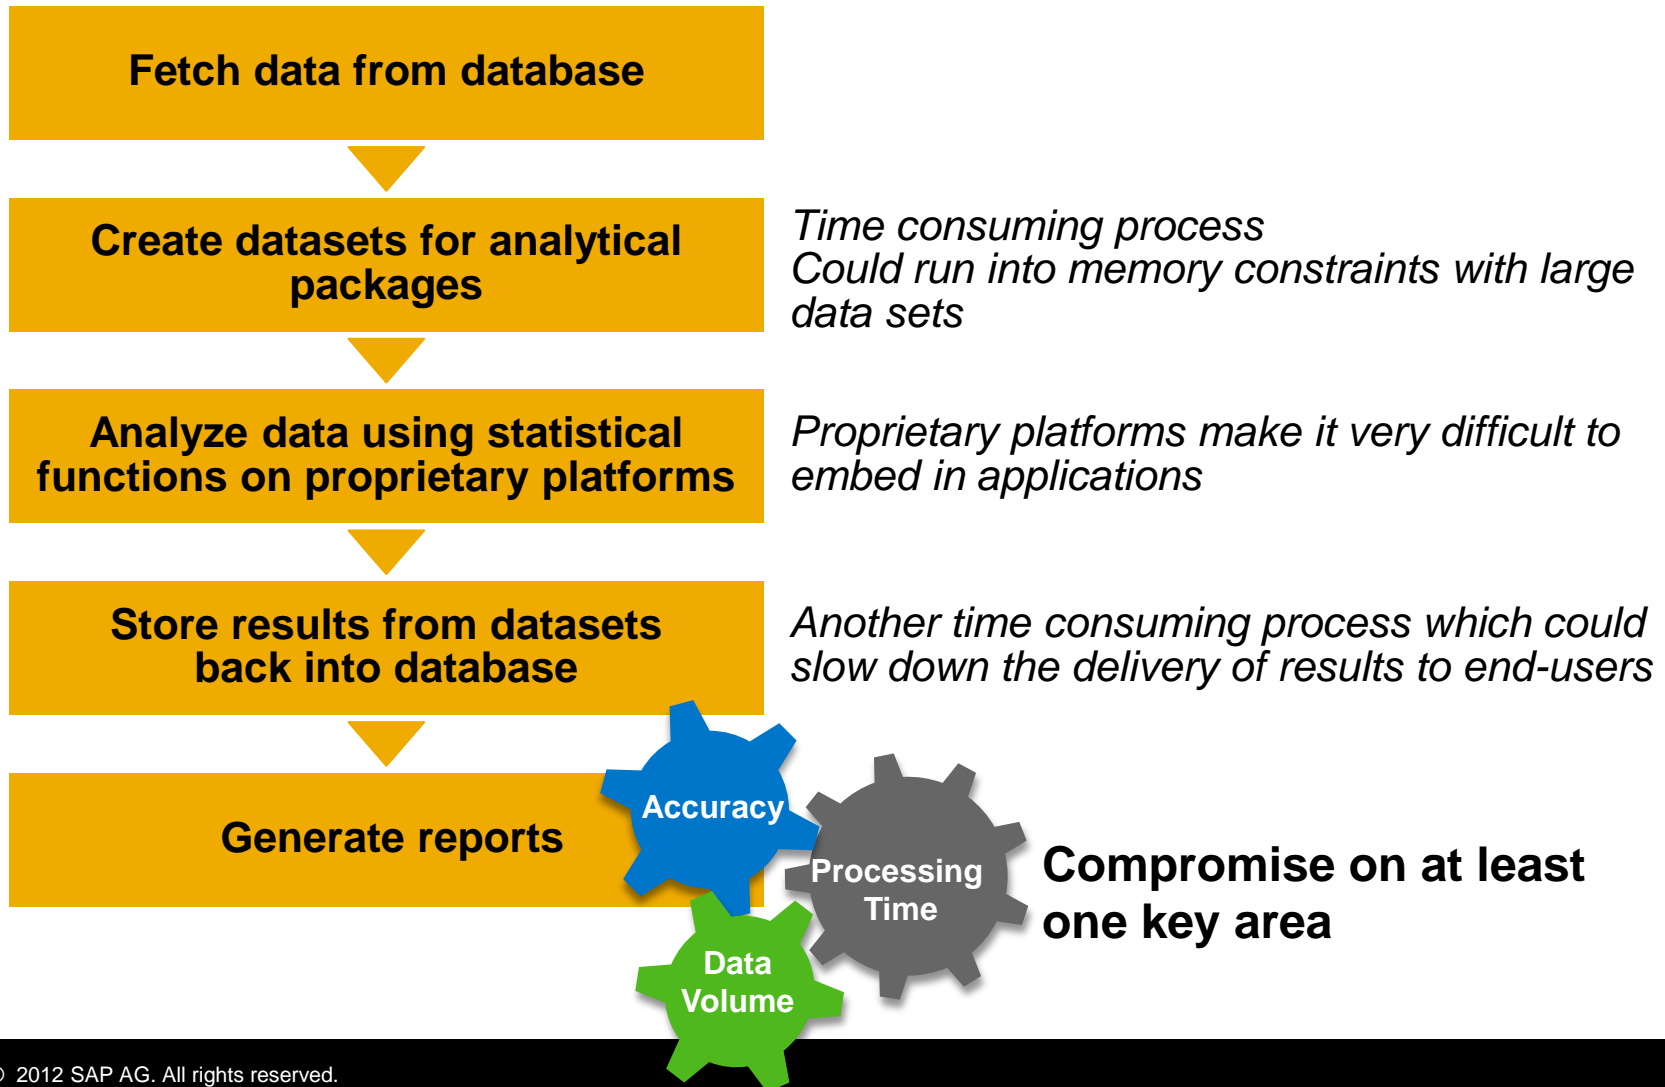 Fetch data from database
Create datasets for analytical
packages
Time consuming process
Could run into memory constraints with large
data sets
Analyze data using statistical
functions on proprietary platforms
Proprietary platforms make it very difficult to
embed in applications
Store results from datasets
back into database
Another time consuming process which could
slow down the delivery of results to end-users
Generate reports
Accuracy
Processing
Time
Data
Volume
Compromise on at least
one key area
© 2012 SAP AG. All rights reserved.